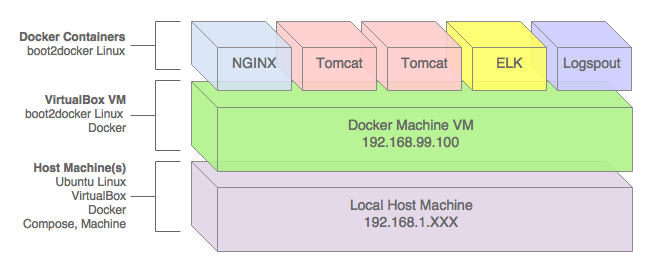 Docker Containers
boot2docker Linux
NGINX
Tomcat
Tomcat
ELK
Logspout
VirtualBox VM
boot2docker Linux
Docker
Docker Machine VM
192.168.99.100
Host Machine(s)
Ubuntu Linux
VirtualBox
Docker
Compose, Machine
Local Host Machine
192.168.1.XXX